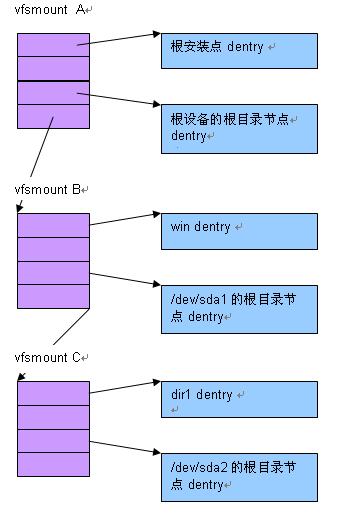 vfsmount A
根安装点 dentry
根设备的根目录节点
dentry
vfsmount B
win dentry
/dev/sda1 的根目录节
点 dentry
vfsmount C
dir1 dentry
/dev/sda2 的根目录节
点 dentry